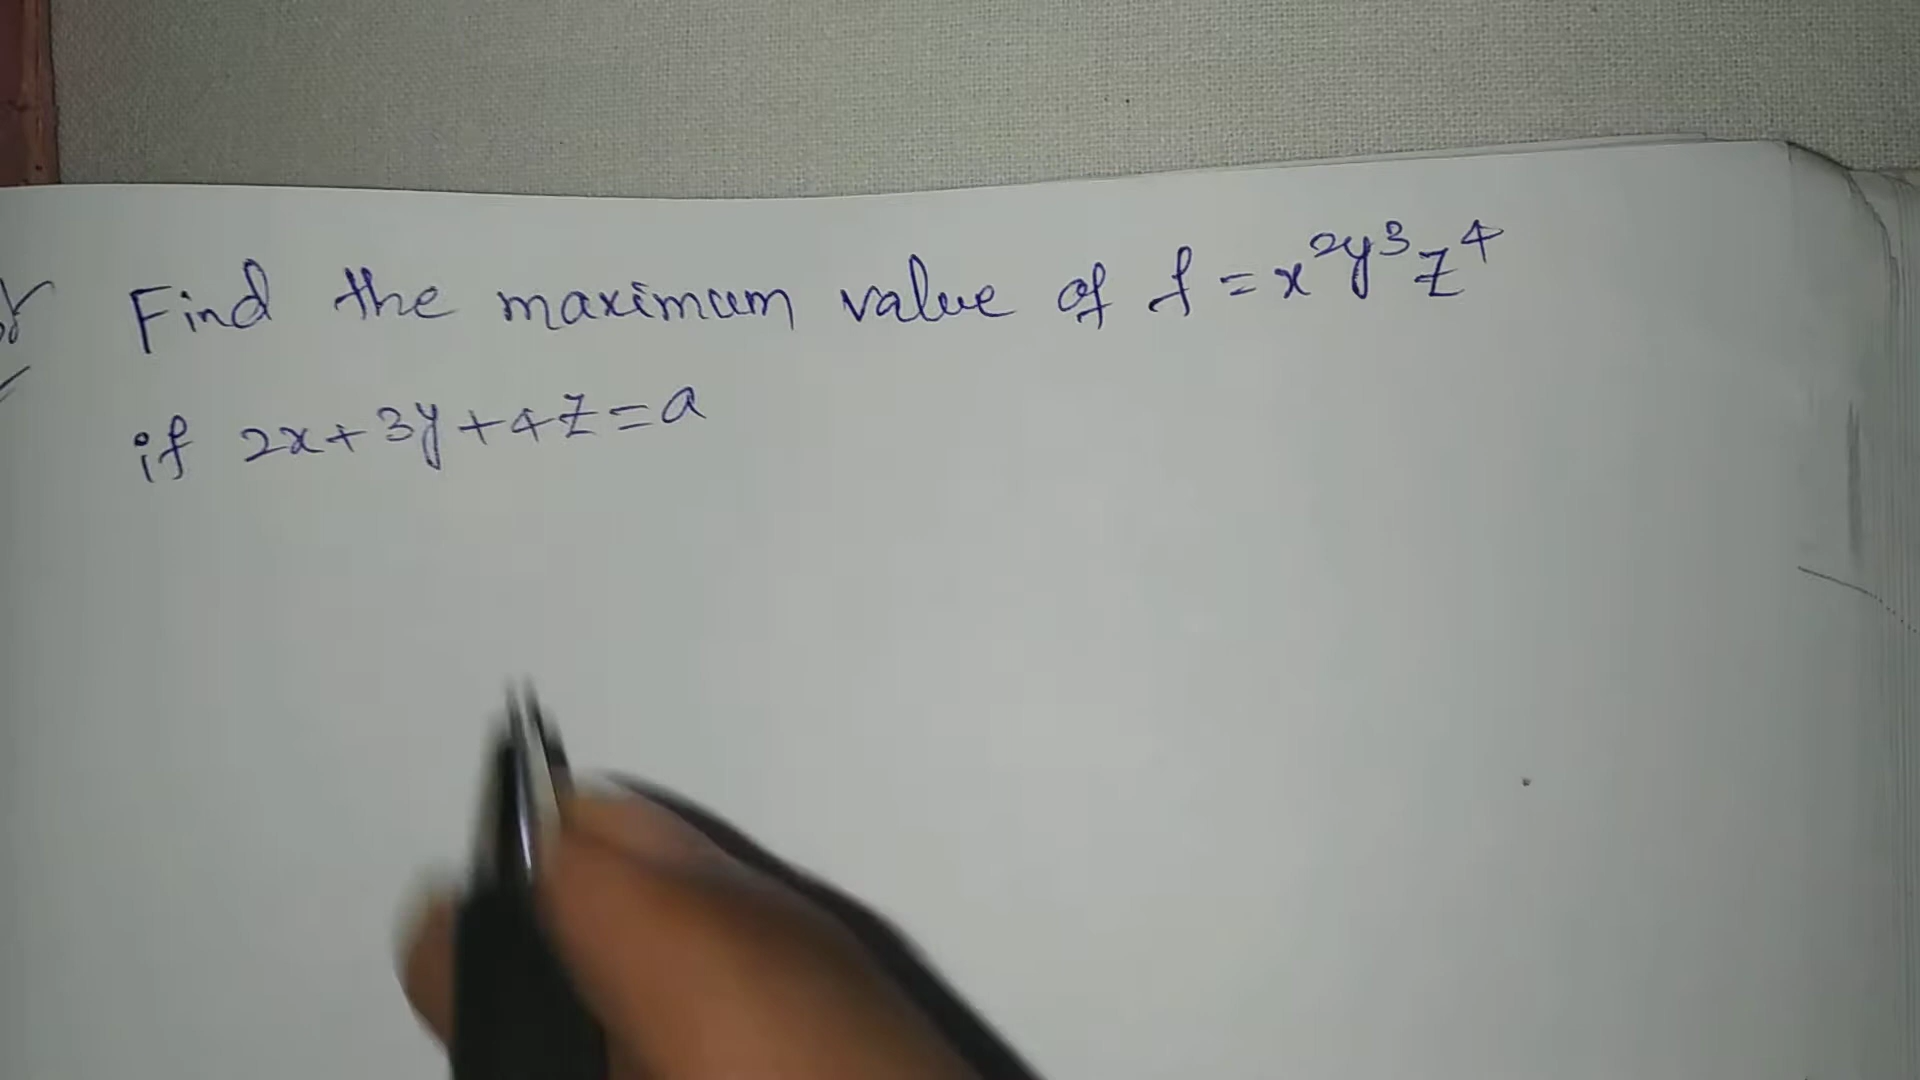 Find the maximum value of f = x²y³z⁴
if 2x+3y+4z=a